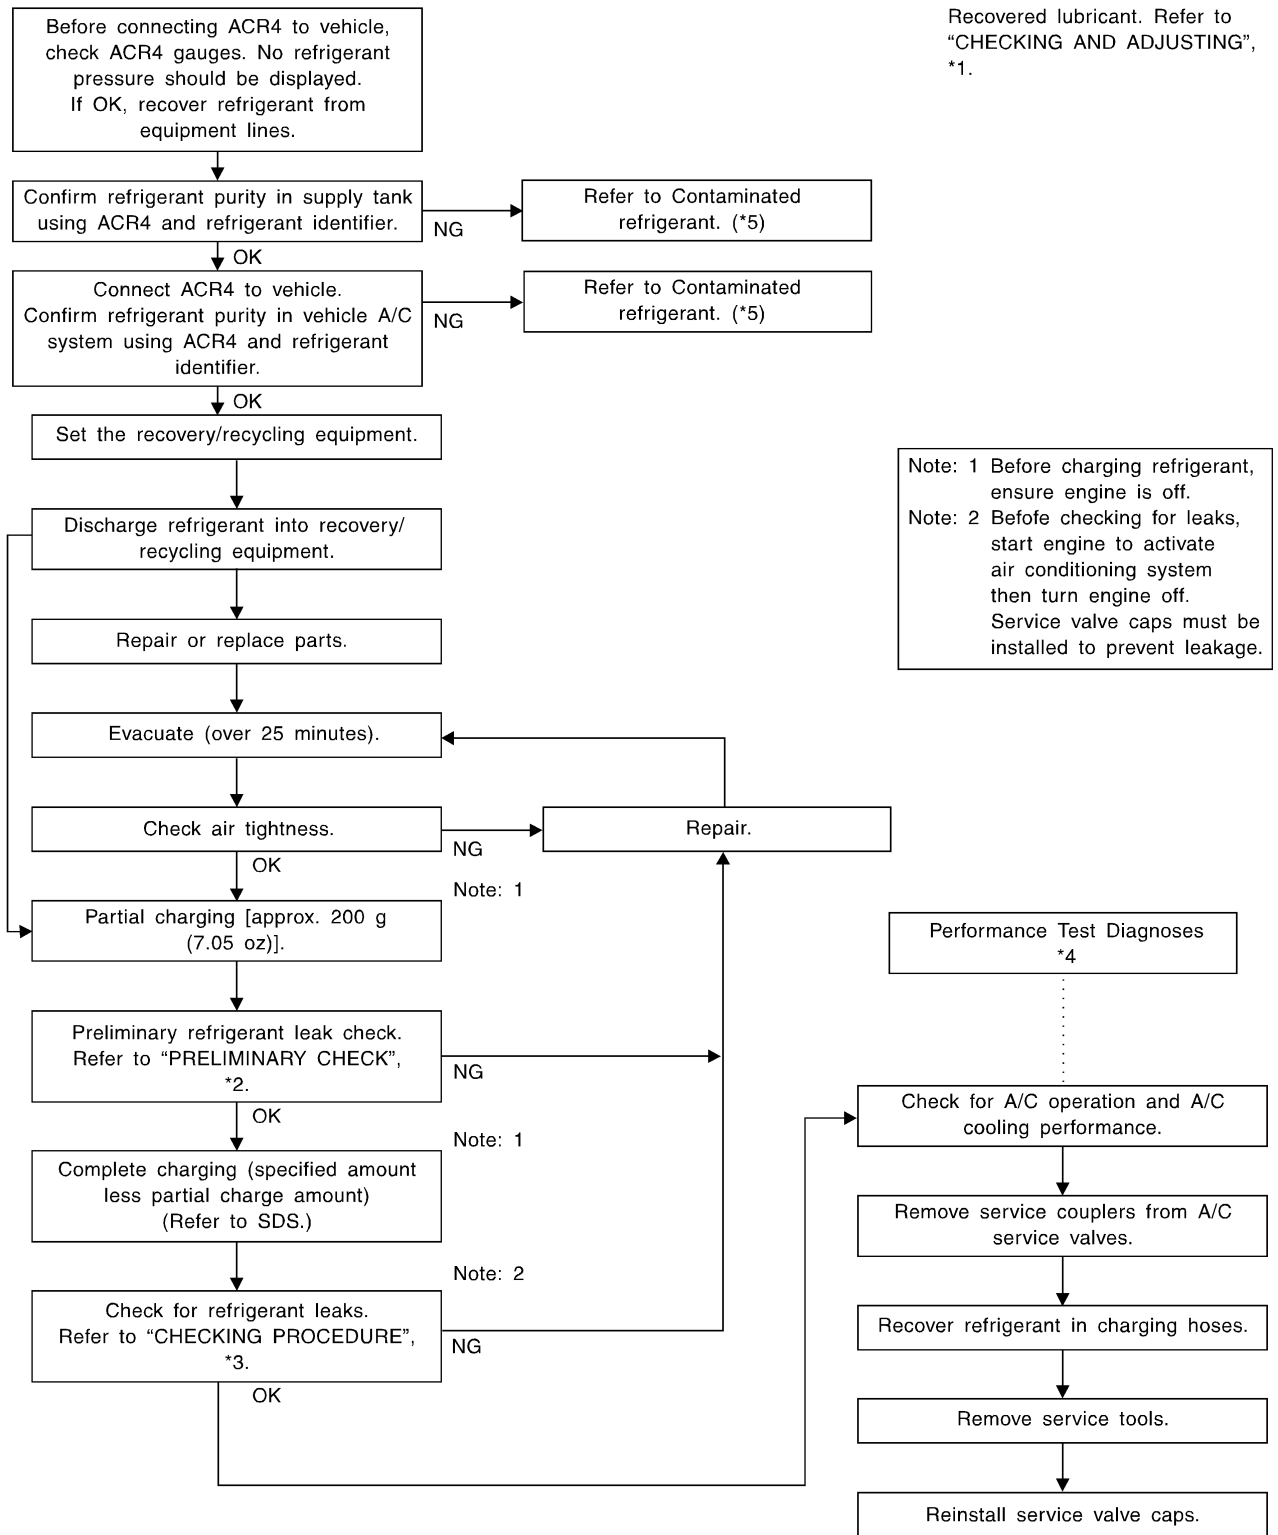 Before connecting ACR4 to vehicle,
check ACR4 gauges. No refrigerant
pressure should be displayed.
If OK, recover refrigerant from
equipment lines.
Recovered lubricant. Refer to
“CHECKING AND ADJUSTING”,
*1.
Confirm refrigerant purity in supply tank
using ACR4 and refrigerant identifier.
NG
Refer to Contaminated
refrigerant. (*5)
OK
Connect ACR4 to vehicle.
Confirm refrigerant purity in vehicle A/C
system using ACR4 and refrigerant
identifier.
NG
Refer to Contaminated
refrigerant. (*5)
OK
Set the recovery/recycling equipment.
Note: 1 Before charging refrigerant,
ensure engine is off.
Note: 2 Befofe checking for leaks,
start engine to activate
air conditioning system
then turn engine off.
Service valve caps must be
installed to prevent leakage.
Discharge refrigerant into recovery/
recycling equipment.
Repair or replace parts.
Evacuate (over 25 minutes).
Check air tightness.
NG
Repair.
OK
Note: 1
Partial charging [approx. 200 g
(7.05 oz)].
Preliminary refrigerant leak check.
Refer to “PRELIMINARY CHECK”,
*2.
NG
OK
Note: 1
Complete charging (specified amount
less partial charge amount)
(Refer to SDS.)
Note: 2
Check for refrigerant leaks.
Refer to “CHECKING PROCEDURE”,
*3.
NG
OK
Performance Test Diagnoses
*4
Check for A/C operation and A/C
cooling performance.
Remove service couplers from A/C
service valves.
Recover refrigerant in charging hoses.
Remove service tools.
Reinstall service valve caps.